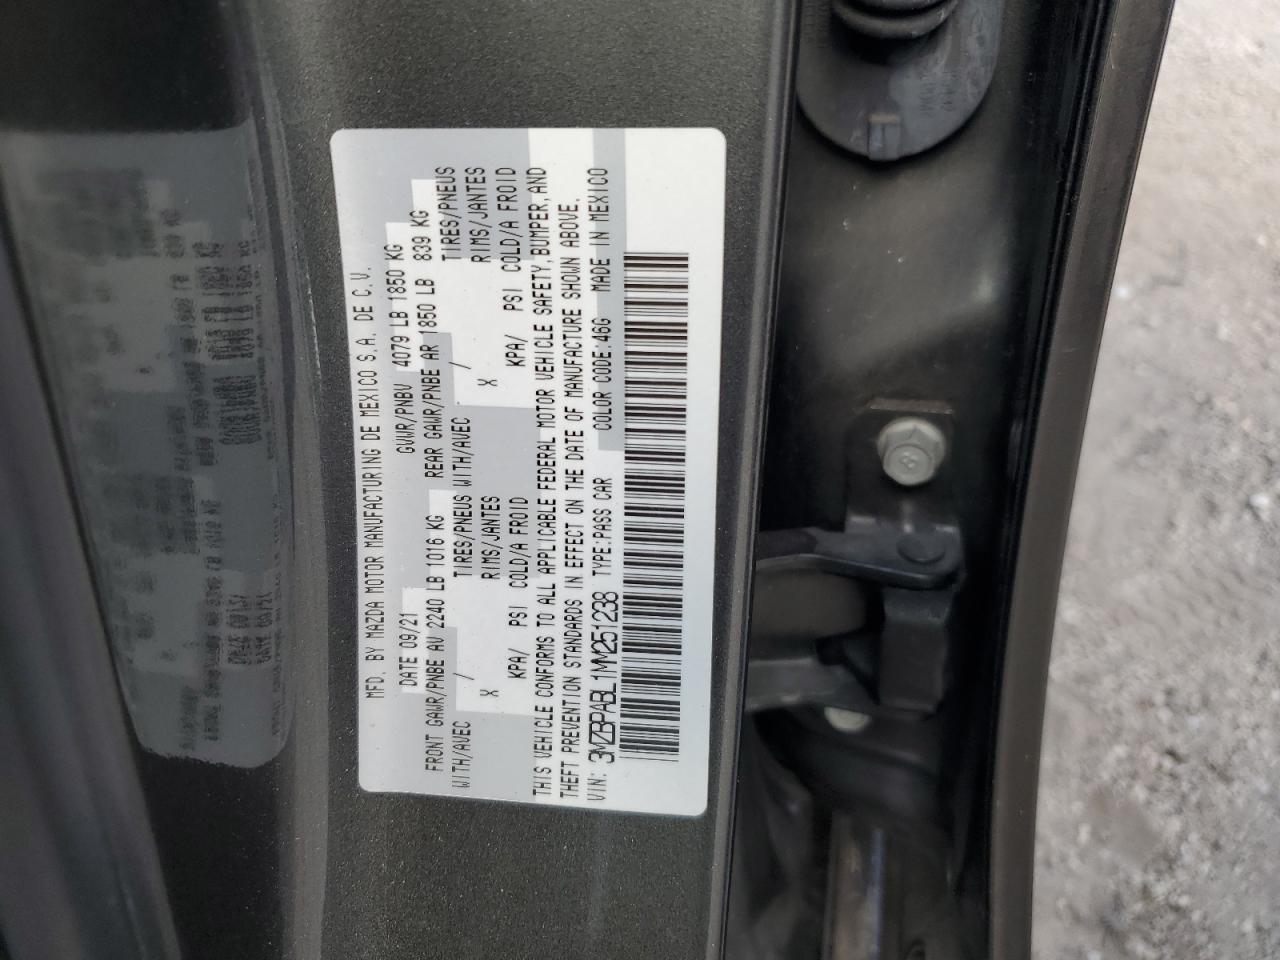 MFD. BY MAZDA MOTOR MANUFACTURING DE MEXICO S.A. DE C.V.
DATE 09/21 GVWR/PNBV 4079 LB 1850 KG
FRONT GAWR/PNBE AV 2240 LB 1016 KG REAR GAWR/PNBE AR 1850 LB 839 KG
WITH/AVEC / TIRES/PNEUS WITH/AVEC / TIRES/PNEUS
X RIMS/JANTES X RIMS/JANTES
KPA/ PSI COLD/A FROID KPA/ PSI COLD/A FROID
THIS VEHICLE CONFORMS TO ALL APPLICABLE FEDERAL MOTOR VEHICLE SAFETY,BUMPER,AND
THEFT PREVENTION STANDARDS IN EFFECT ON THE DATE OF MANUFACTURE SHOWN ABOVE.
VIN: 3MZBPABL1MM251238 TYPE:PASS CAR COLOR CODE:46G MADE IN MEXICO